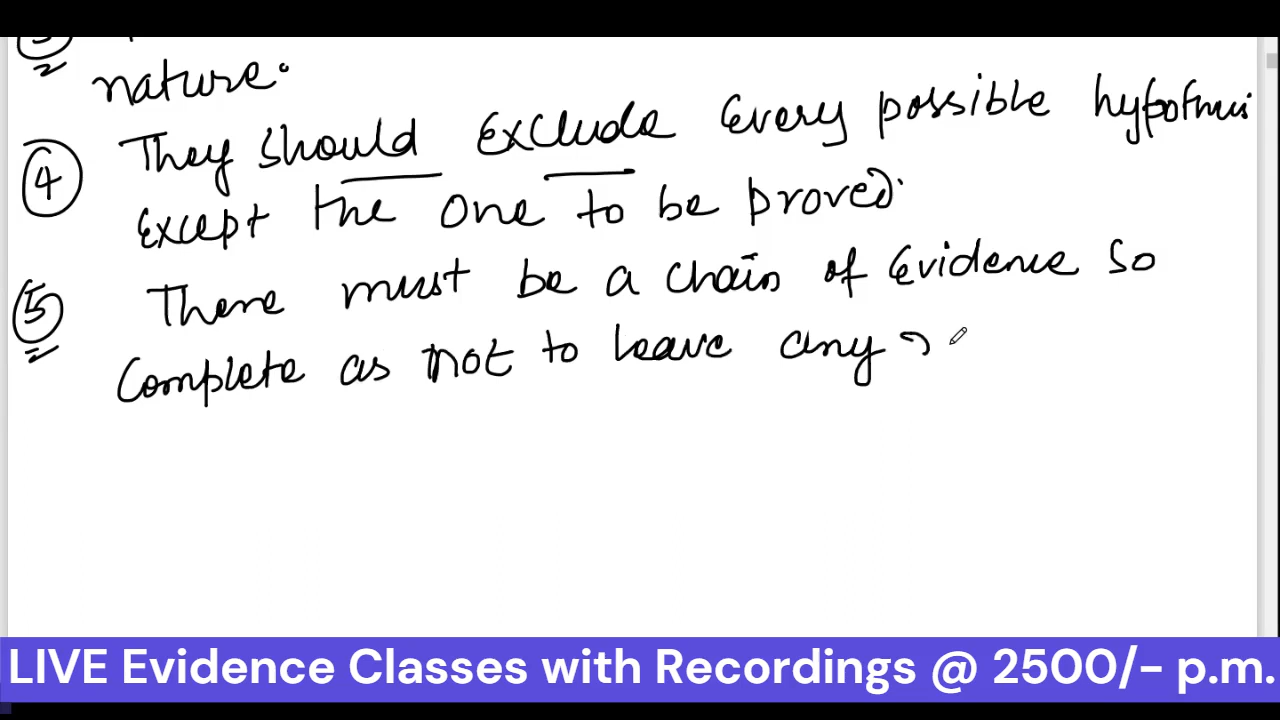 ③
nature.
④ They should exclude every possible hypothesis
except the one to be proved.
⑤ There must be a chain of evidence so
complete as not to leave any
LIVE Evidence Classes with Recordings @ 2500/- p.m.